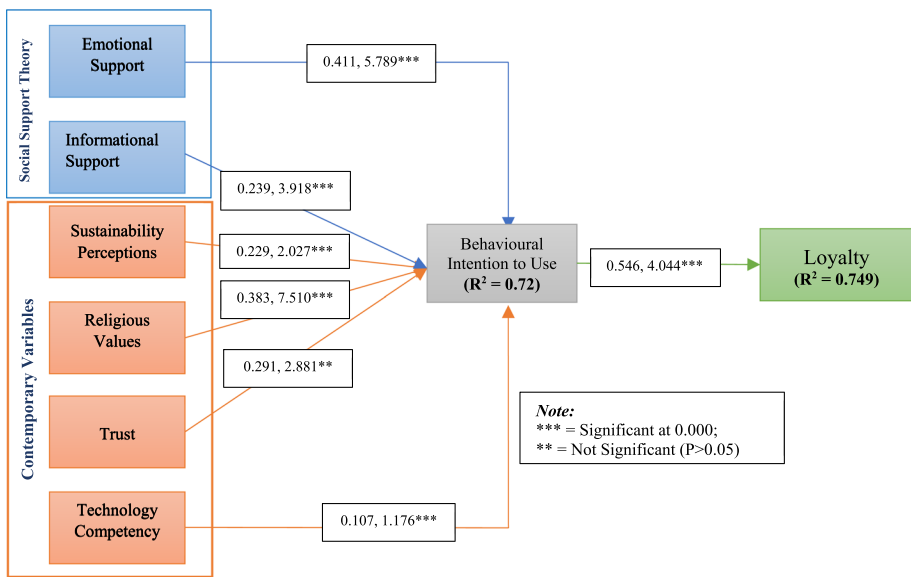 Social Support Theory
Emotional
Support
0.411, 5.789***
Informational
Support
0.239, 3.918***
Contemporary Variables
Sustainability
Perceptions
0.229, 2.027***
Religious
Values
0.383, 7.510***
Trust
0.291, 2.881**
Technology
Competency
0.107, 1.176***
Behavioural
Intention to Use
(R² = 0.72)
0.546, 4.044***
Loyalty
(R² = 0.749)
Note:
*** = Significant at 0.000;
** = Not Significant (P>0.05)